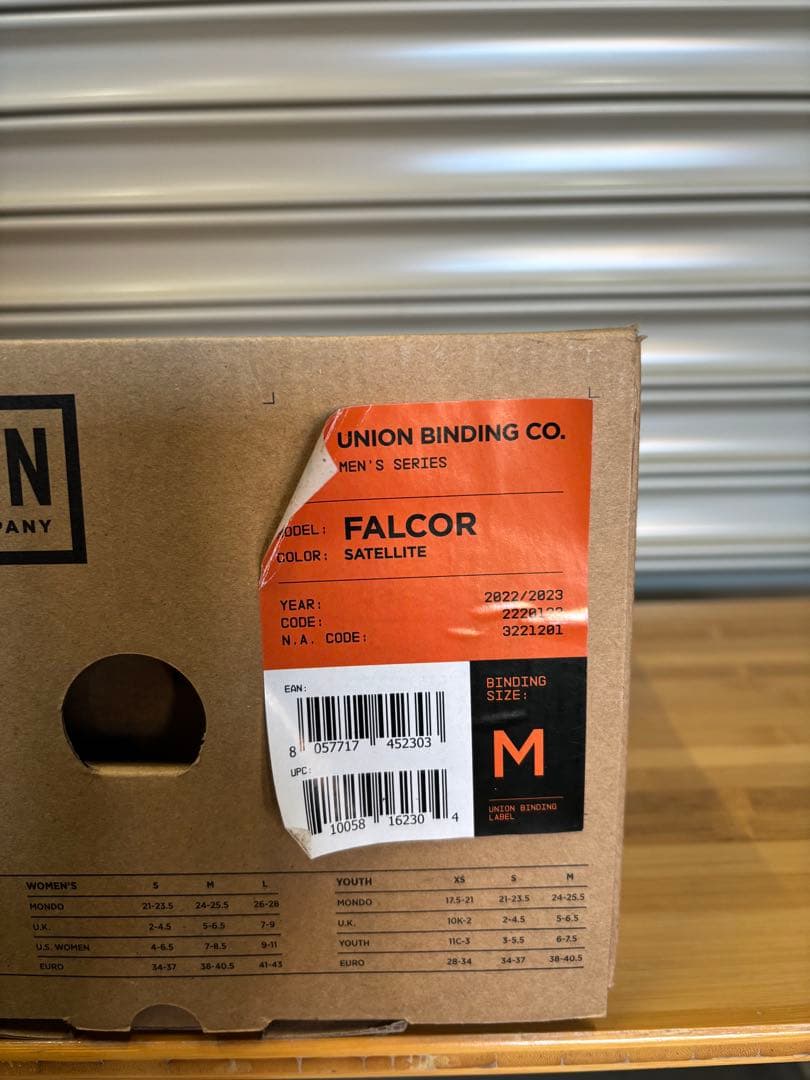 UNION BINDING CO.
MEN'S SERIES
MODEL: FALCOR
COLOR: SATELLITE
YEAR: 2022/2023
CODE:
N.A. CODE: 3221201
EAN:
8 057717 452303
UPC:
10058 16230 4
BINDING
SIZE:
M
UNION BINDING
LABEL
WOMEN'S S M L
MONDO 21-23.5 24-25.5 26-28
U.K. 2-4.5 5-6.5 7-9
U.S. WOMEN 4-6.5 7-8.5 9-11
EURO 34-37 38-40.5 41-43
YOUTH XS S M
MONDO 17.5-21 21-23.5 24-25.5
U.K. 10K-2 2-4.5 5-6.5
YOUTH 11C-3 3-5.5 6-7.5
EURO 28-34 34-37 38-40.5